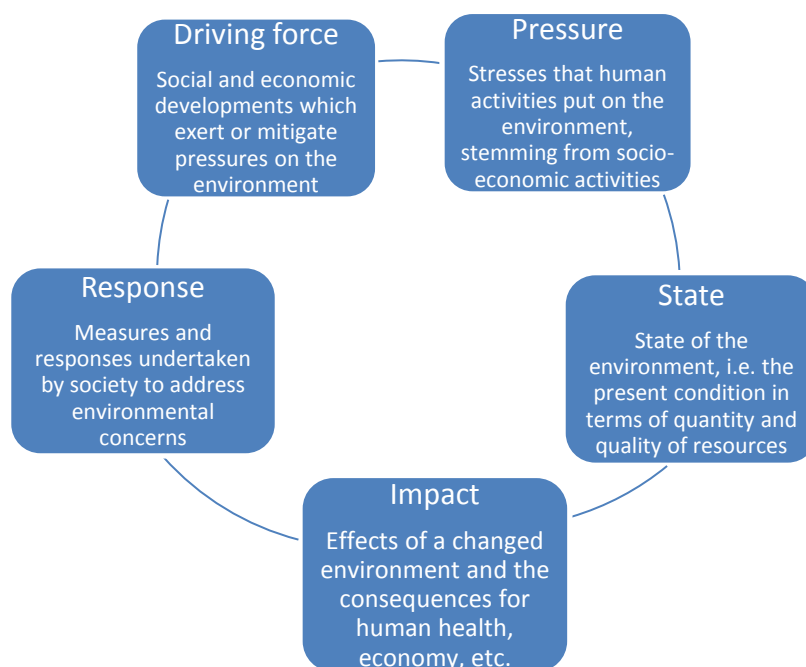 Driving force
Social and economic
developments which
exert or mitigate
pressures on the
environment
Pressure
Stresses that human
activities put on the
environment,
stemming from socio-
economic activities
State
State of the
environment, i.e. the
present condition in
terms of quantity and
quality of resources
Impact
Effects of a changed
environment and the
consequences for
human health,
economy, etc.
Response
Measures and
responses undertaken
by society to address
environmental
concerns